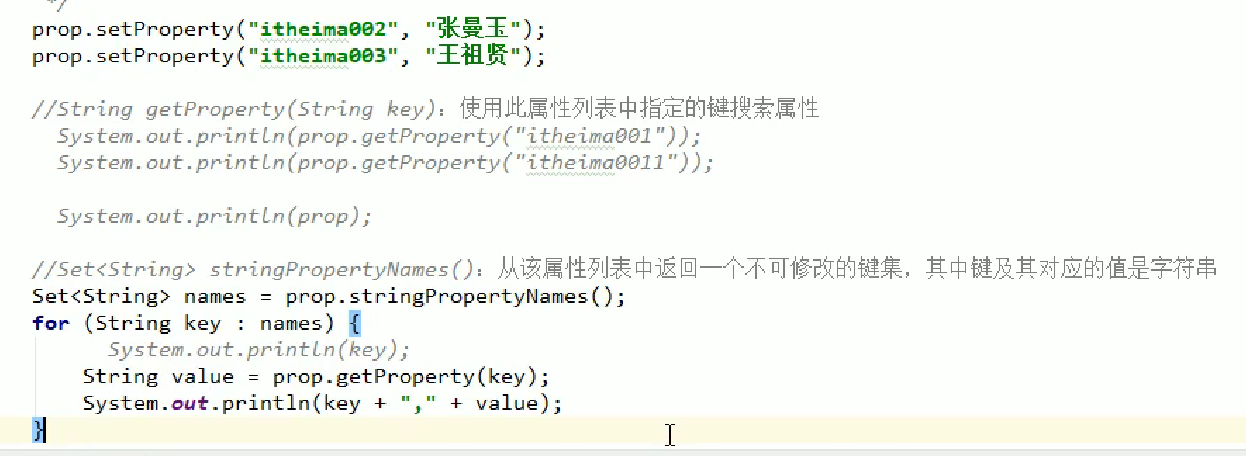 */
prop.setProperty("itheima002", "张曼玉");
prop.setProperty("itheima003", "王祖贤");
//String getProperty(String key)：使用此属性列表中指定的键搜索属性
System.out.println(prop.getProperty("itheima001"));
System.out.println(prop.getProperty("itheima0011"));
System.out.println(prop);
//Set<String> stringPropertyNames()：从该属性列表中返回一个不可修改的键集，其中键及其对应的值是字符串
Set<String> names = prop.stringPropertyNames();
for (String key : names) {
System.out.println(key);
String value = prop.getProperty(key);
System.out.println(key + "," + value);
}